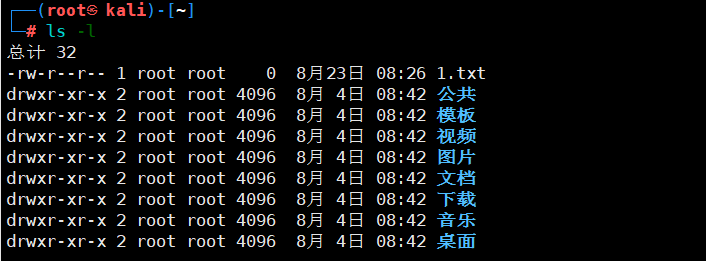 ┌──(root㉿kali)-[~]
└─# ls -l
总计 32
-rw-r--r-- 1 root root    0  8月23日 08:26 1.txt
drwxr-xr-x 2 root root 4096  8月 4日 08:42 公共
drwxr-xr-x 2 root root 4096  8月 4日 08:42 模板
drwxr-xr-x 2 root root 4096  8月 4日 08:42 视频
drwxr-xr-x 2 root root 4096  8月 4日 08:42 图片
drwxr-xr-x 2 root root 4096  8月 4日 08:42 文档
drwxr-xr-x 2 root root 4096  8月 4日 08:42 下载
drwxr-xr-x 2 root root 4096  8月 4日 08:42 音乐
drwxr-xr-x 2 root root 4096  8月 4日 08:42 桌面